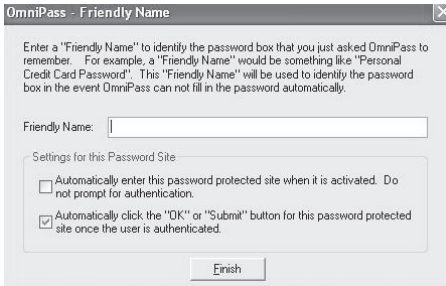 OmniPass - Friendly Name
Enter a "Friendly Name" to identify the password box that you just asked OmniPass to
remember. For example, a "Friendly Name" would be something like "Personal
Credit Card Password". This "Friendly Name" will be used to identify the password
box in the event OmniPass can not fill in the password automatically.
Friendly Name:
Settings for this Password Site
Automatically enter this password protected site when it is activated. Do
not prompt for authentication.
Automatically click the "OK" or "Submit" button for this password protected
site once the user is authenticated.
Finish